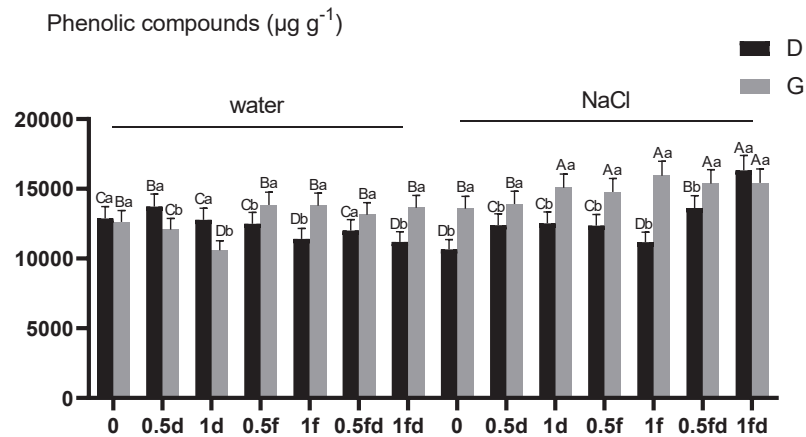 Phenolic compounds (µg g⁻¹)
D
G
water
NaCl
20000
15000
10000
5000
0
Ca Ba Ba Cb Ca Db Cb Ba Db Ba Ca Ba Db Ba Db Ba Cb Ba Cb Aa Cb Aa Db Aa Bb Aa Aa Aa
0 0.5d 1d 0.5f 1f 0.5fd 1fd 0 0.5d 1d 0.5f 1f 0.5fd 1fd